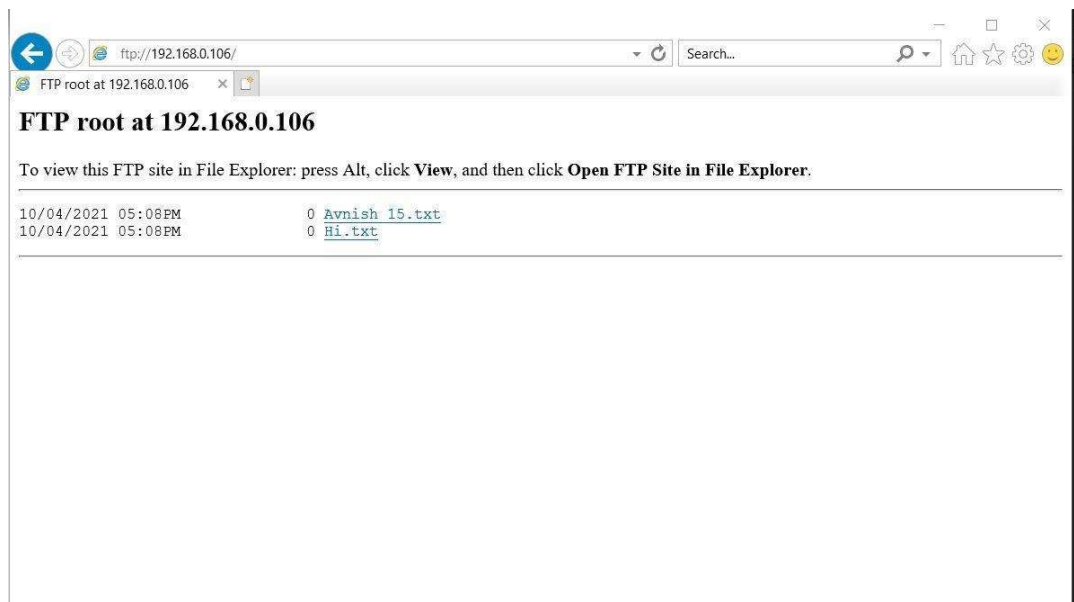 ftp://192.168.0.106/
Search...
FTP root at 192.168.0.106
FTP root at 192.168.0.106
To view this FTP site in File Explorer: press Alt, click View, and then click Open FTP Site in File Explorer.
10/04/2021 05:08PM 0 Avnish 15.txt
10/04/2021 05:08PM 0 Hi.txt